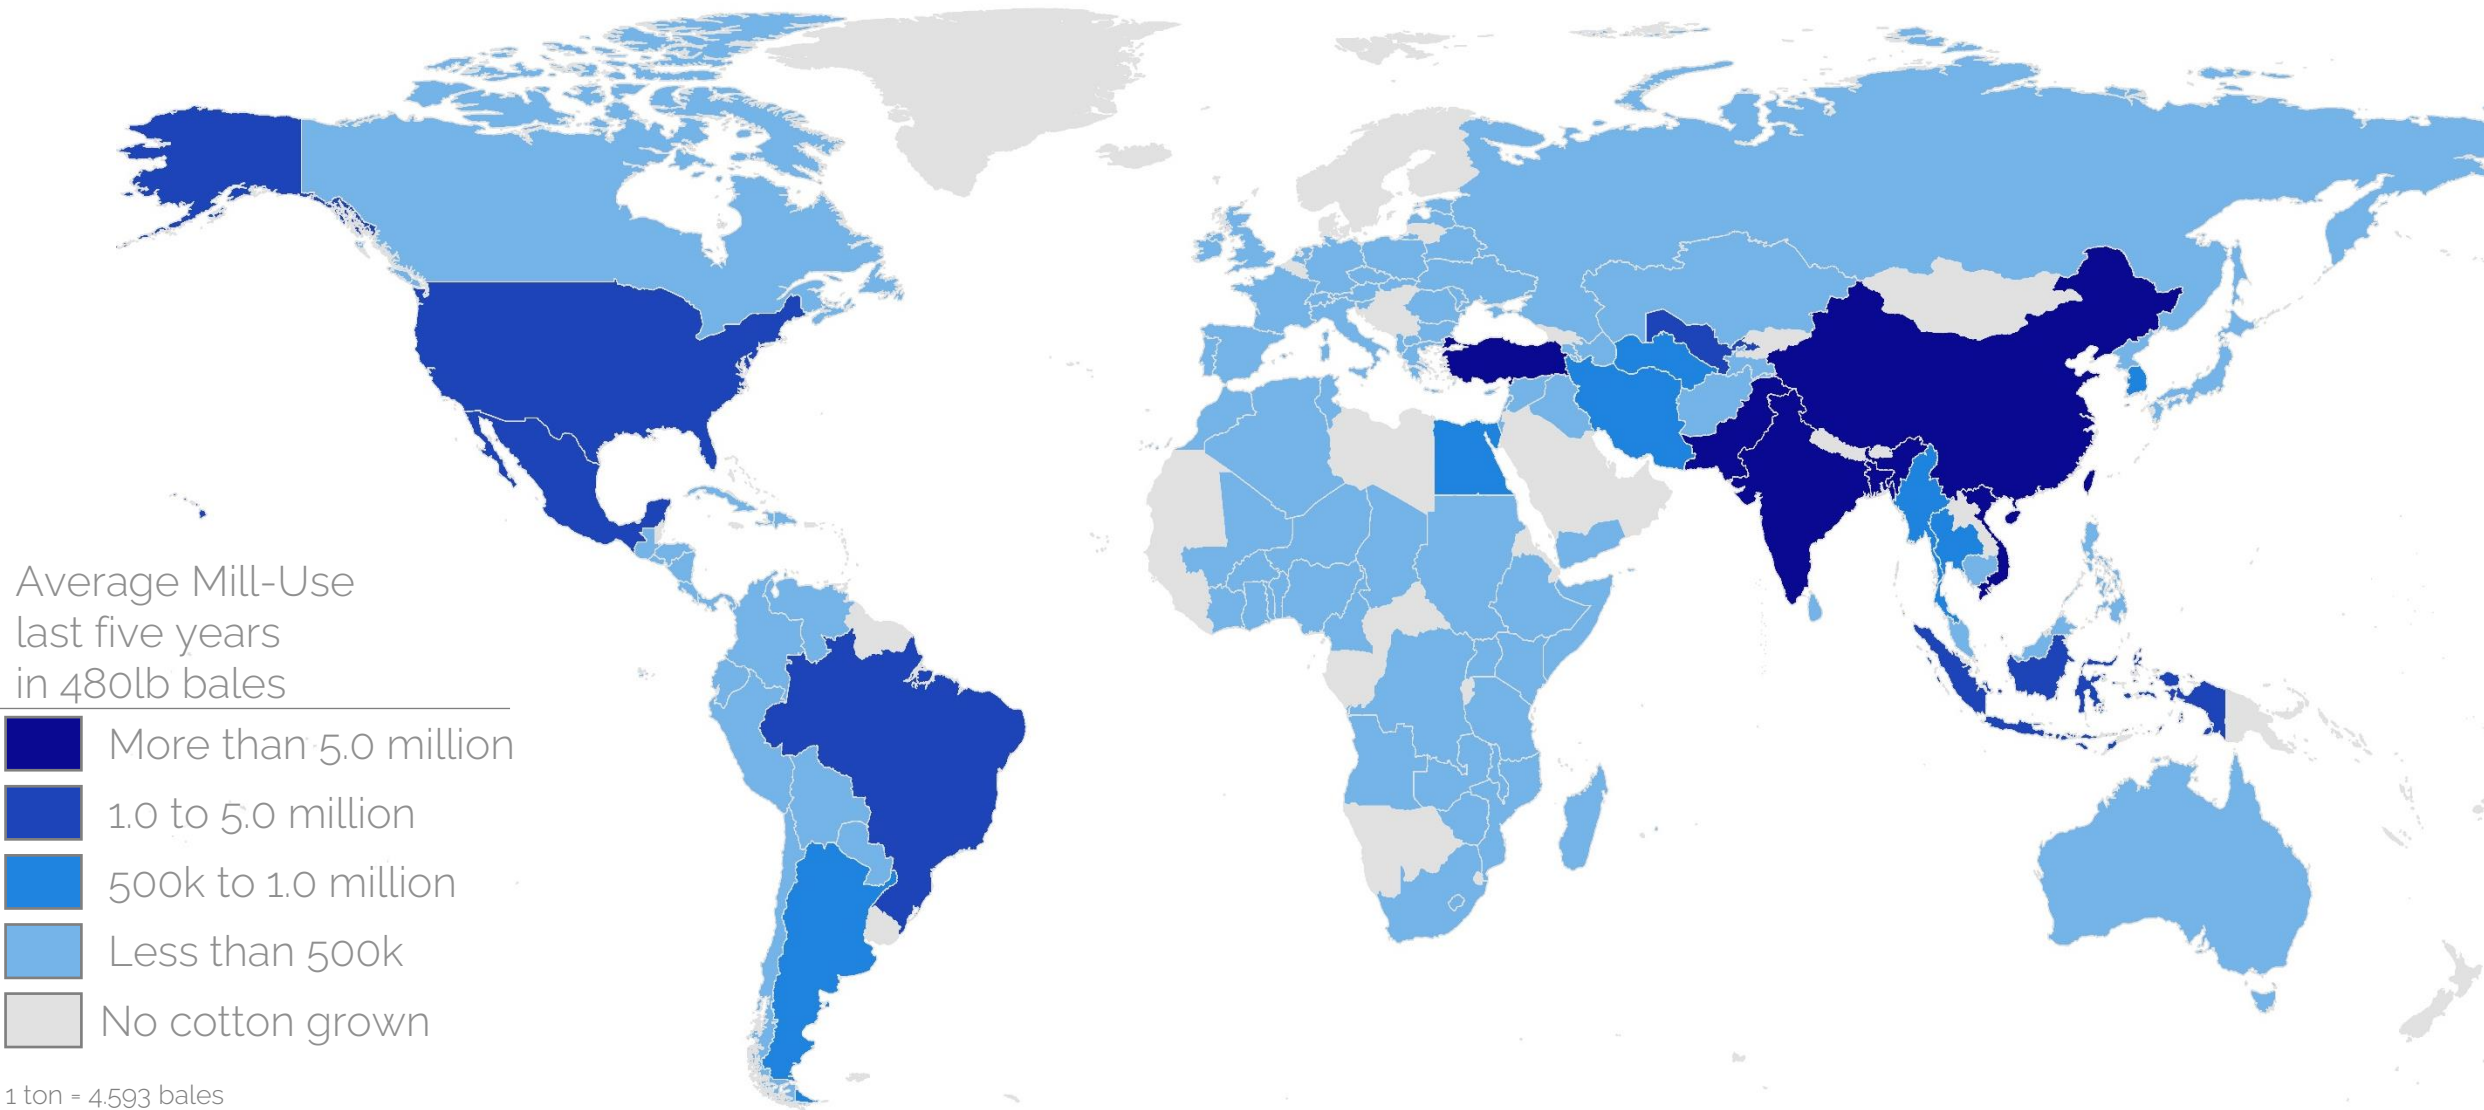 Average Mill-Use
last five years
in 480lb bales
More than 5.0 million
1.0 to 5.0 million
500k to 1.0 million
Less than 500k
No cotton grown
1 ton = 4.593 bales